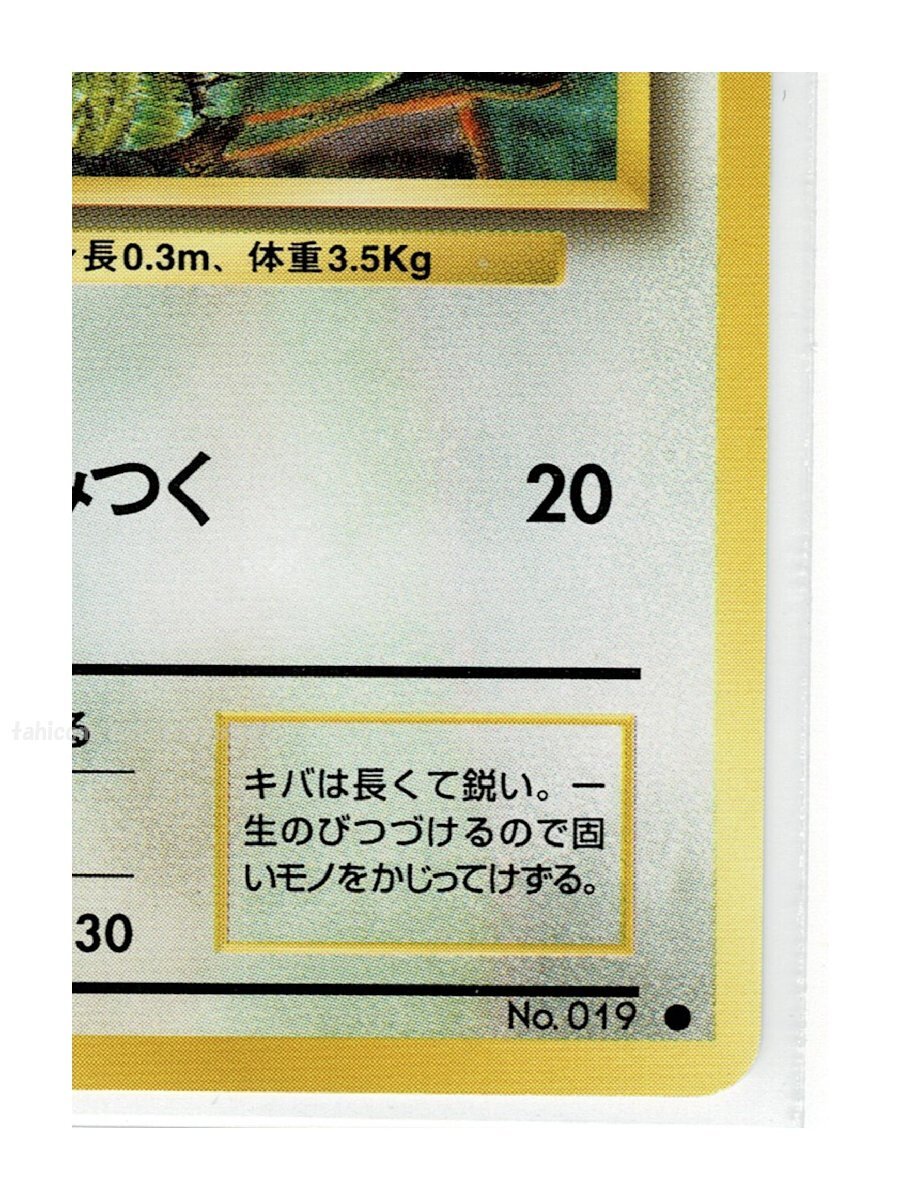 長0.3m、体重3.5Kg
みつく 20
る
キバは長くて鋭い。一
生のびつづけるので固
いモノをかじってけずる。
30
No. 019 ●